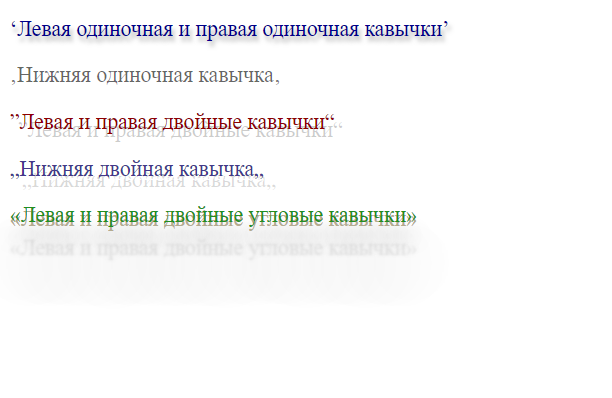 ‘Левая одиночная и правая одиночная кавычки’
‚Нижняя одиночная кавычка‚
”Левая и правая двойные кавычки“
„Нижняя двойная кавычка„
«Левая и правая двойные угловые кавычки»